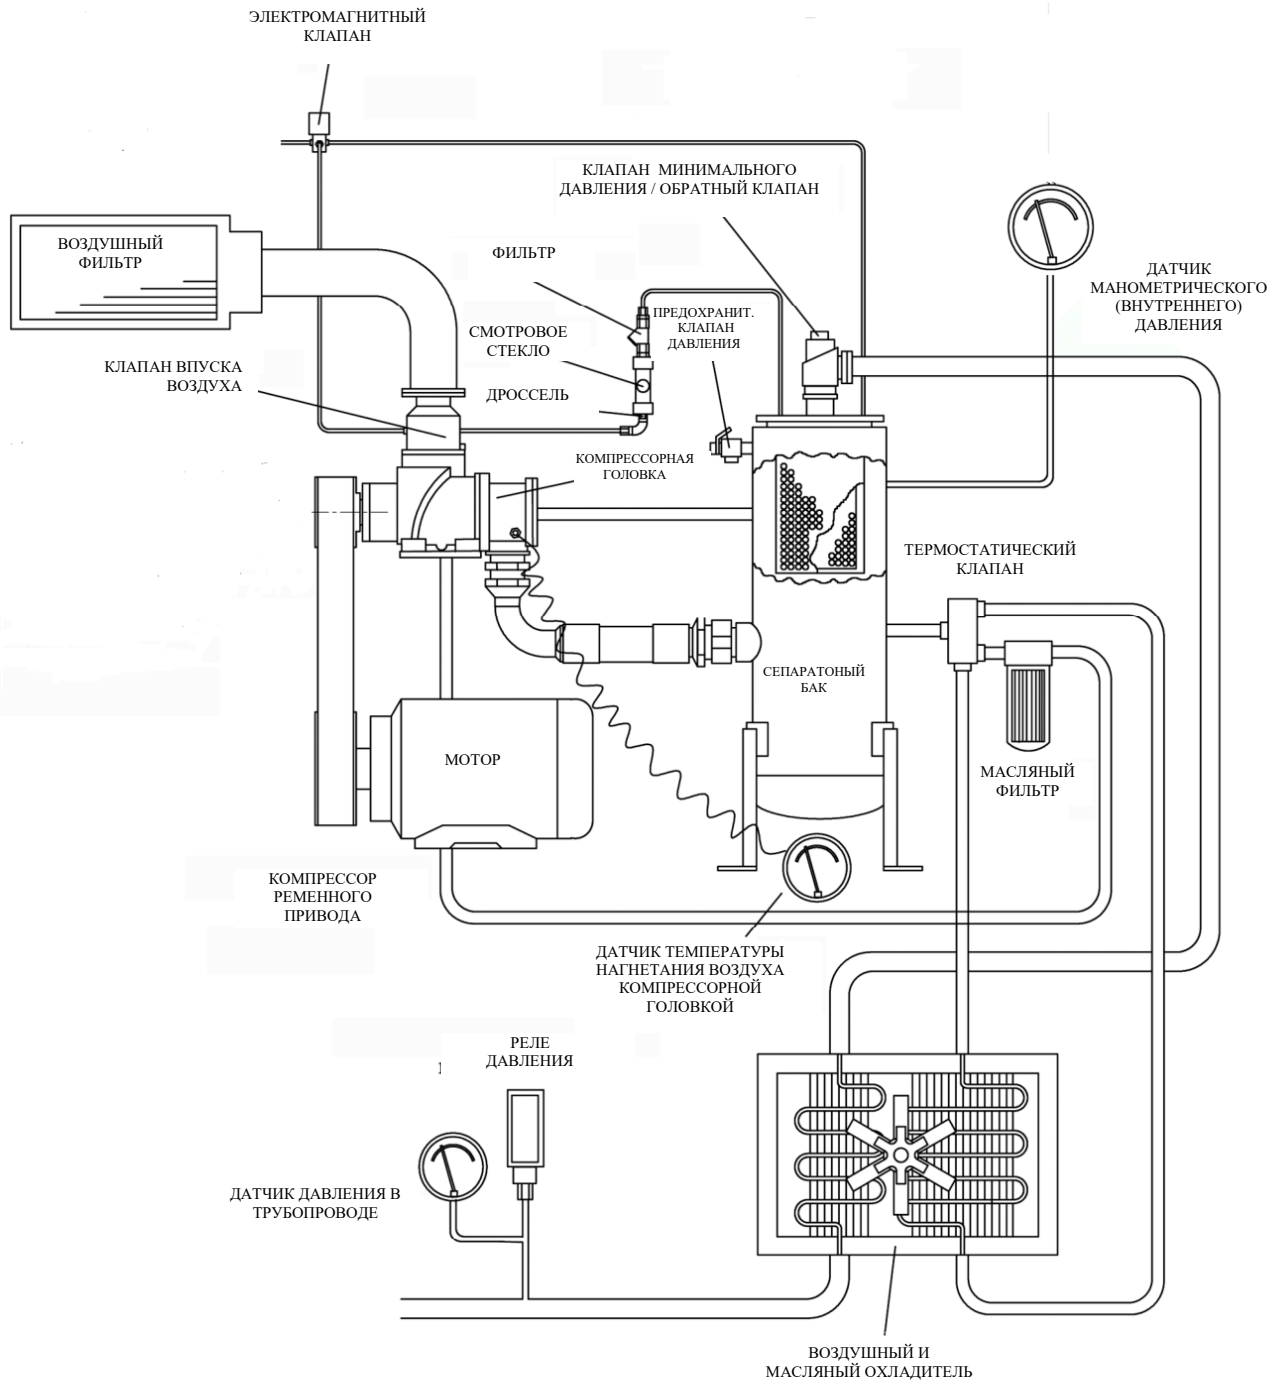 ЭЛЕКТРОМАГНИТНЫЙ
КЛАПАН
КЛАПАН МИНИМАЛЬНОГО
ДАВЛЕНИЯ / ОБРАТНЫЙ КЛАПАН
ВОЗДУШНЫЙ
ФИЛЬТР
ФИЛЬТР
ДАТЧИК
МАНОМЕТРИЧЕСКОГО
(ВНУТРЕННЕГО)
ДАВЛЕНИЯ
ПРЕДОХРАНИТ.
КЛАПАН
ДАВЛЕНИЯ
СМОТРОВОЕ
СТЕКЛО
КЛАПАН ВПУСКА
ВОЗДУХА
ДРОССЕЛЬ
КОМПРЕССОРНАЯ
ГОЛОВКА
ТЕРМОСТАТИЧЕСКИЙ
КЛАПАН
СЕПАРАТОНЫЙ
БАК
МОТОР
МАСЛЯНЫЙ
ФИЛЬТР
КОМПРЕССОР
РЕМЕННОГО
ПРИВОДА
ДАТЧИК ТЕМПЕРАТУРЫ
НАГНЕТАНИЯ ВОЗДУХА
КОМПРЕССОРНОЙ
ГОЛОВКОЙ
РЕЛЕ
ДАВЛЕНИЯ
ДАТЧИК ДАВЛЕНИЯ В
ТРУБОПРОВОДЕ
ВОЗДУШНЫЙ И
МАСЛЯНЫЙ ОХЛАДИТЕЛЬ